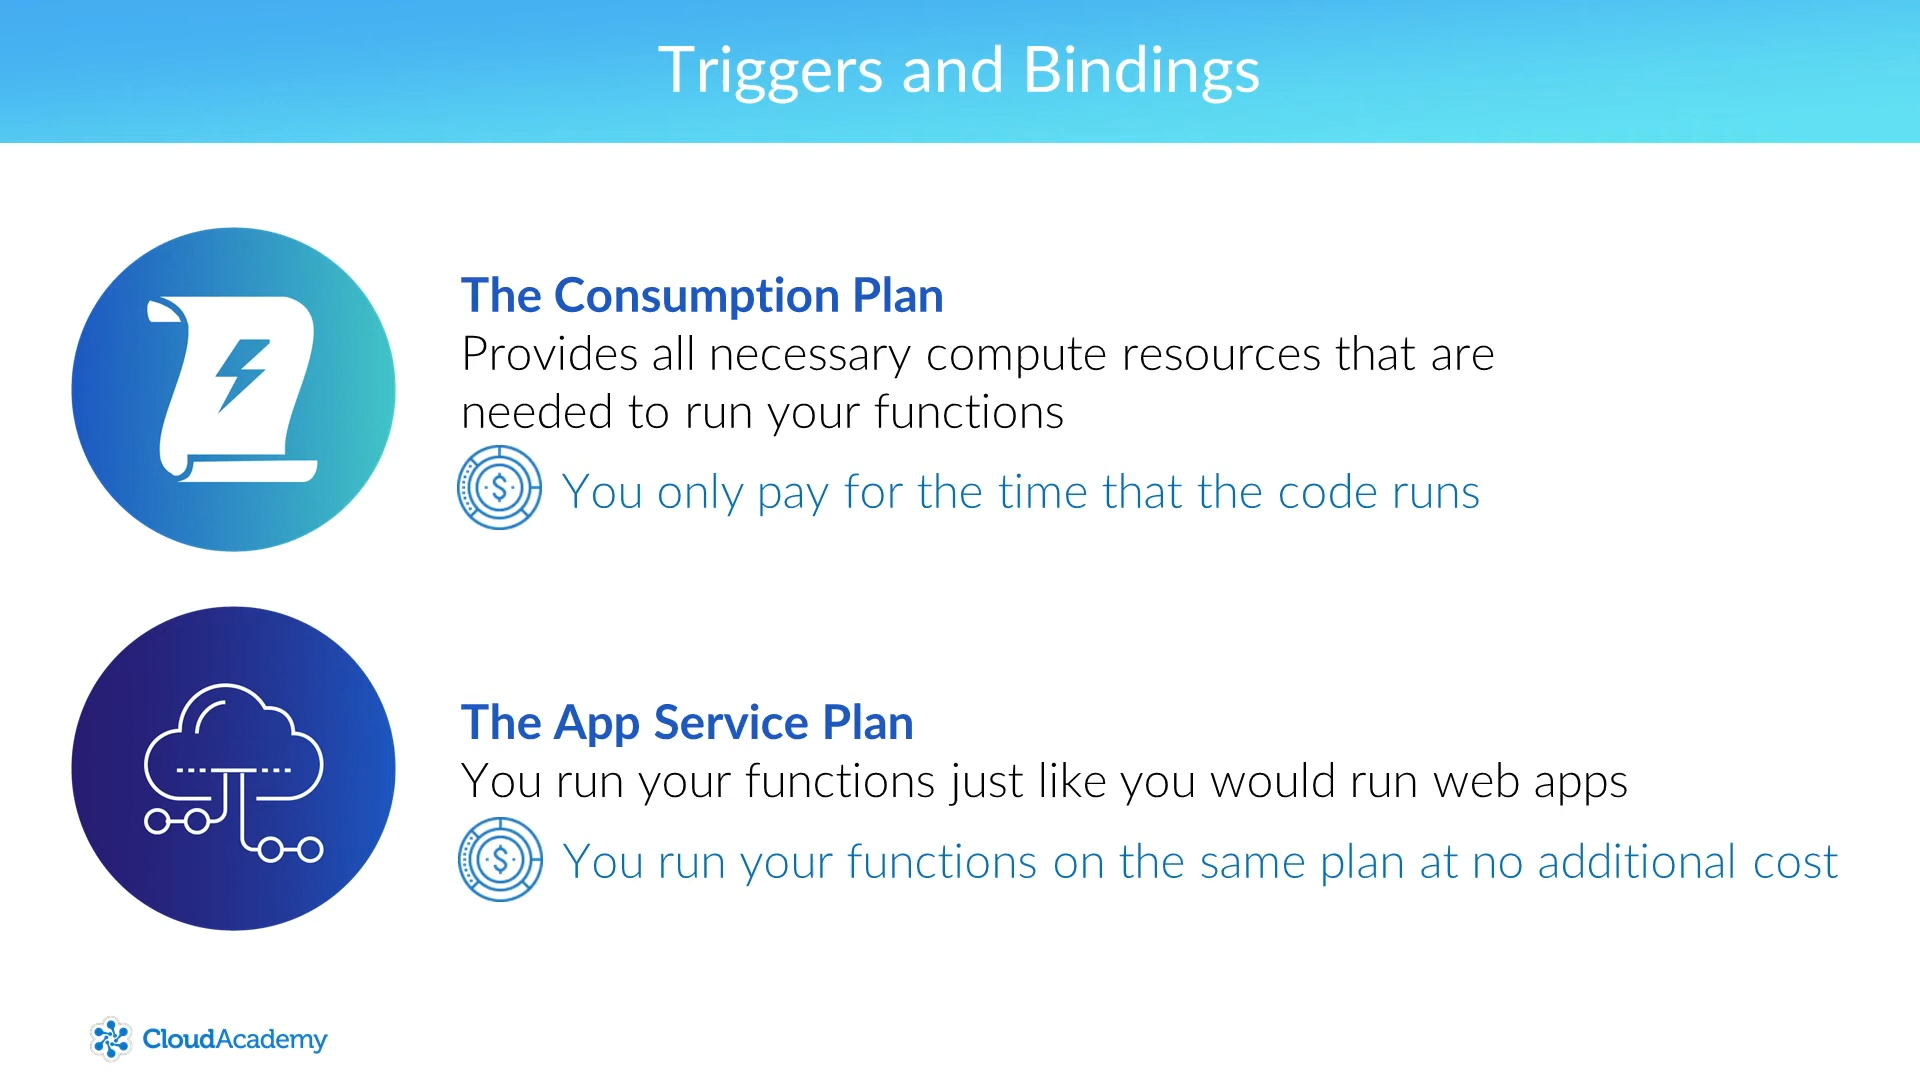 Triggers and Bindings
The Consumption Plan
Provides all necessary compute resources that are
needed to run your functions
$ You only pay for the time that the code runs
The App Service Plan
You run your functions just like you would run web apps
$ You run your functions on the same plan at no additional cost
CloudAcademy